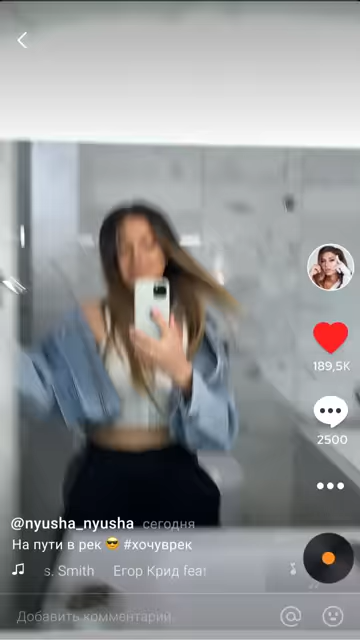 189,5K
2500
@nyusha_nyusha сегодня
На пути в рек 😎 #хочуврек
s. Smith Егор Крид feat
Добавить комментарий...